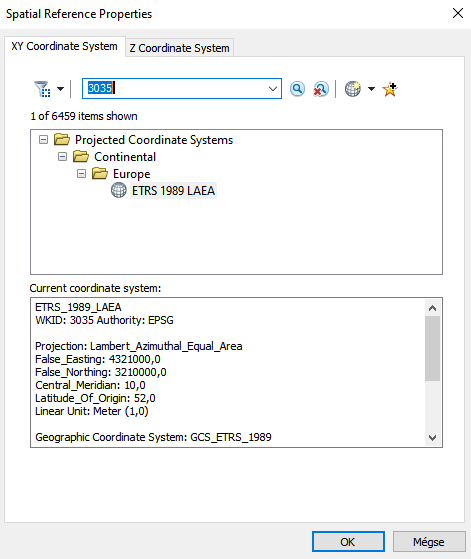 Spatial Reference Properties
XY Coordinate System
Z Coordinate System
3035
1 of 6459 items shown
Projected Coordinate Systems
Continental
Europe
ETRS 1989 LAEA
Current coordinate system:
ETRS_1989_LAEA
WKID: 3035 Authority: EPSG
Projection: Lambert_Azimuthal_Equal_Area
False_Easting: 4321000,0
False_Northing: 3210000,0
Central_Meridian: 10,0
Latitude_Of_Origin: 52,0
Linear Unit: Meter (1,0)
Geographic Coordinate System: GCS_ETRS_1989
OK
Mégse